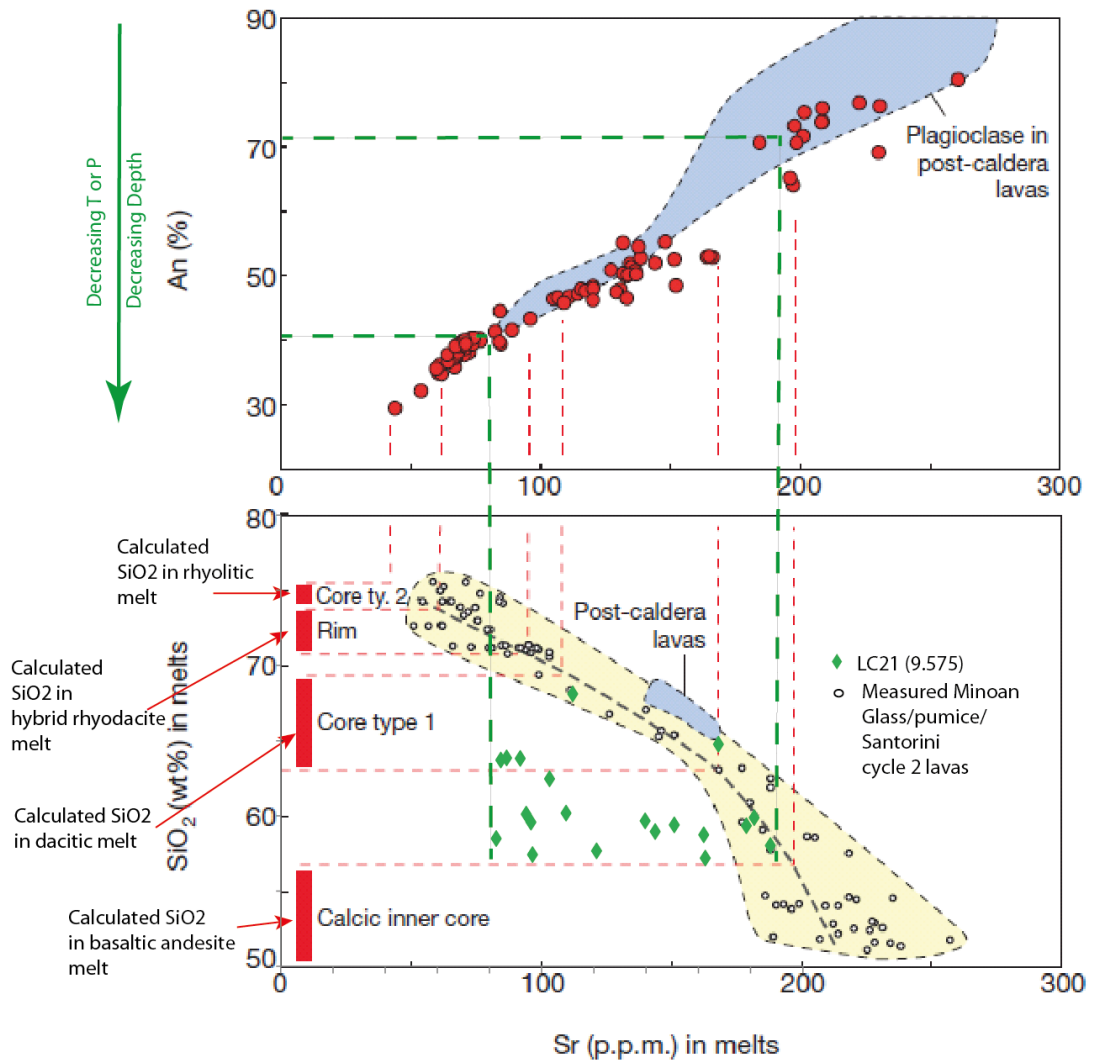 90
70
50
30
An (%)
Decreasing T or P
Decreasing Depth
Plagioclase in
post-caldera
lavas
0
100
200
300
80
70
60
50
SiO2 (wt%) in melts
Calculated
SiO2 in rhyolitic
melt
Core ty. 2
Rim
Calculated
SiO2 in
hybrid rhyodacite
melt
Core type 1
Calculated SiO2
in dacitic melt
Calculated SiO2
in basaltic andesite
melt
Calcic inner core
Post-caldera
lavas
LC21 (9.575)
Measured Minoan
Glass/pumice/
Santorini
cycle 2 lavas
0
100
200
300
Sr (p.p.m.) in melts